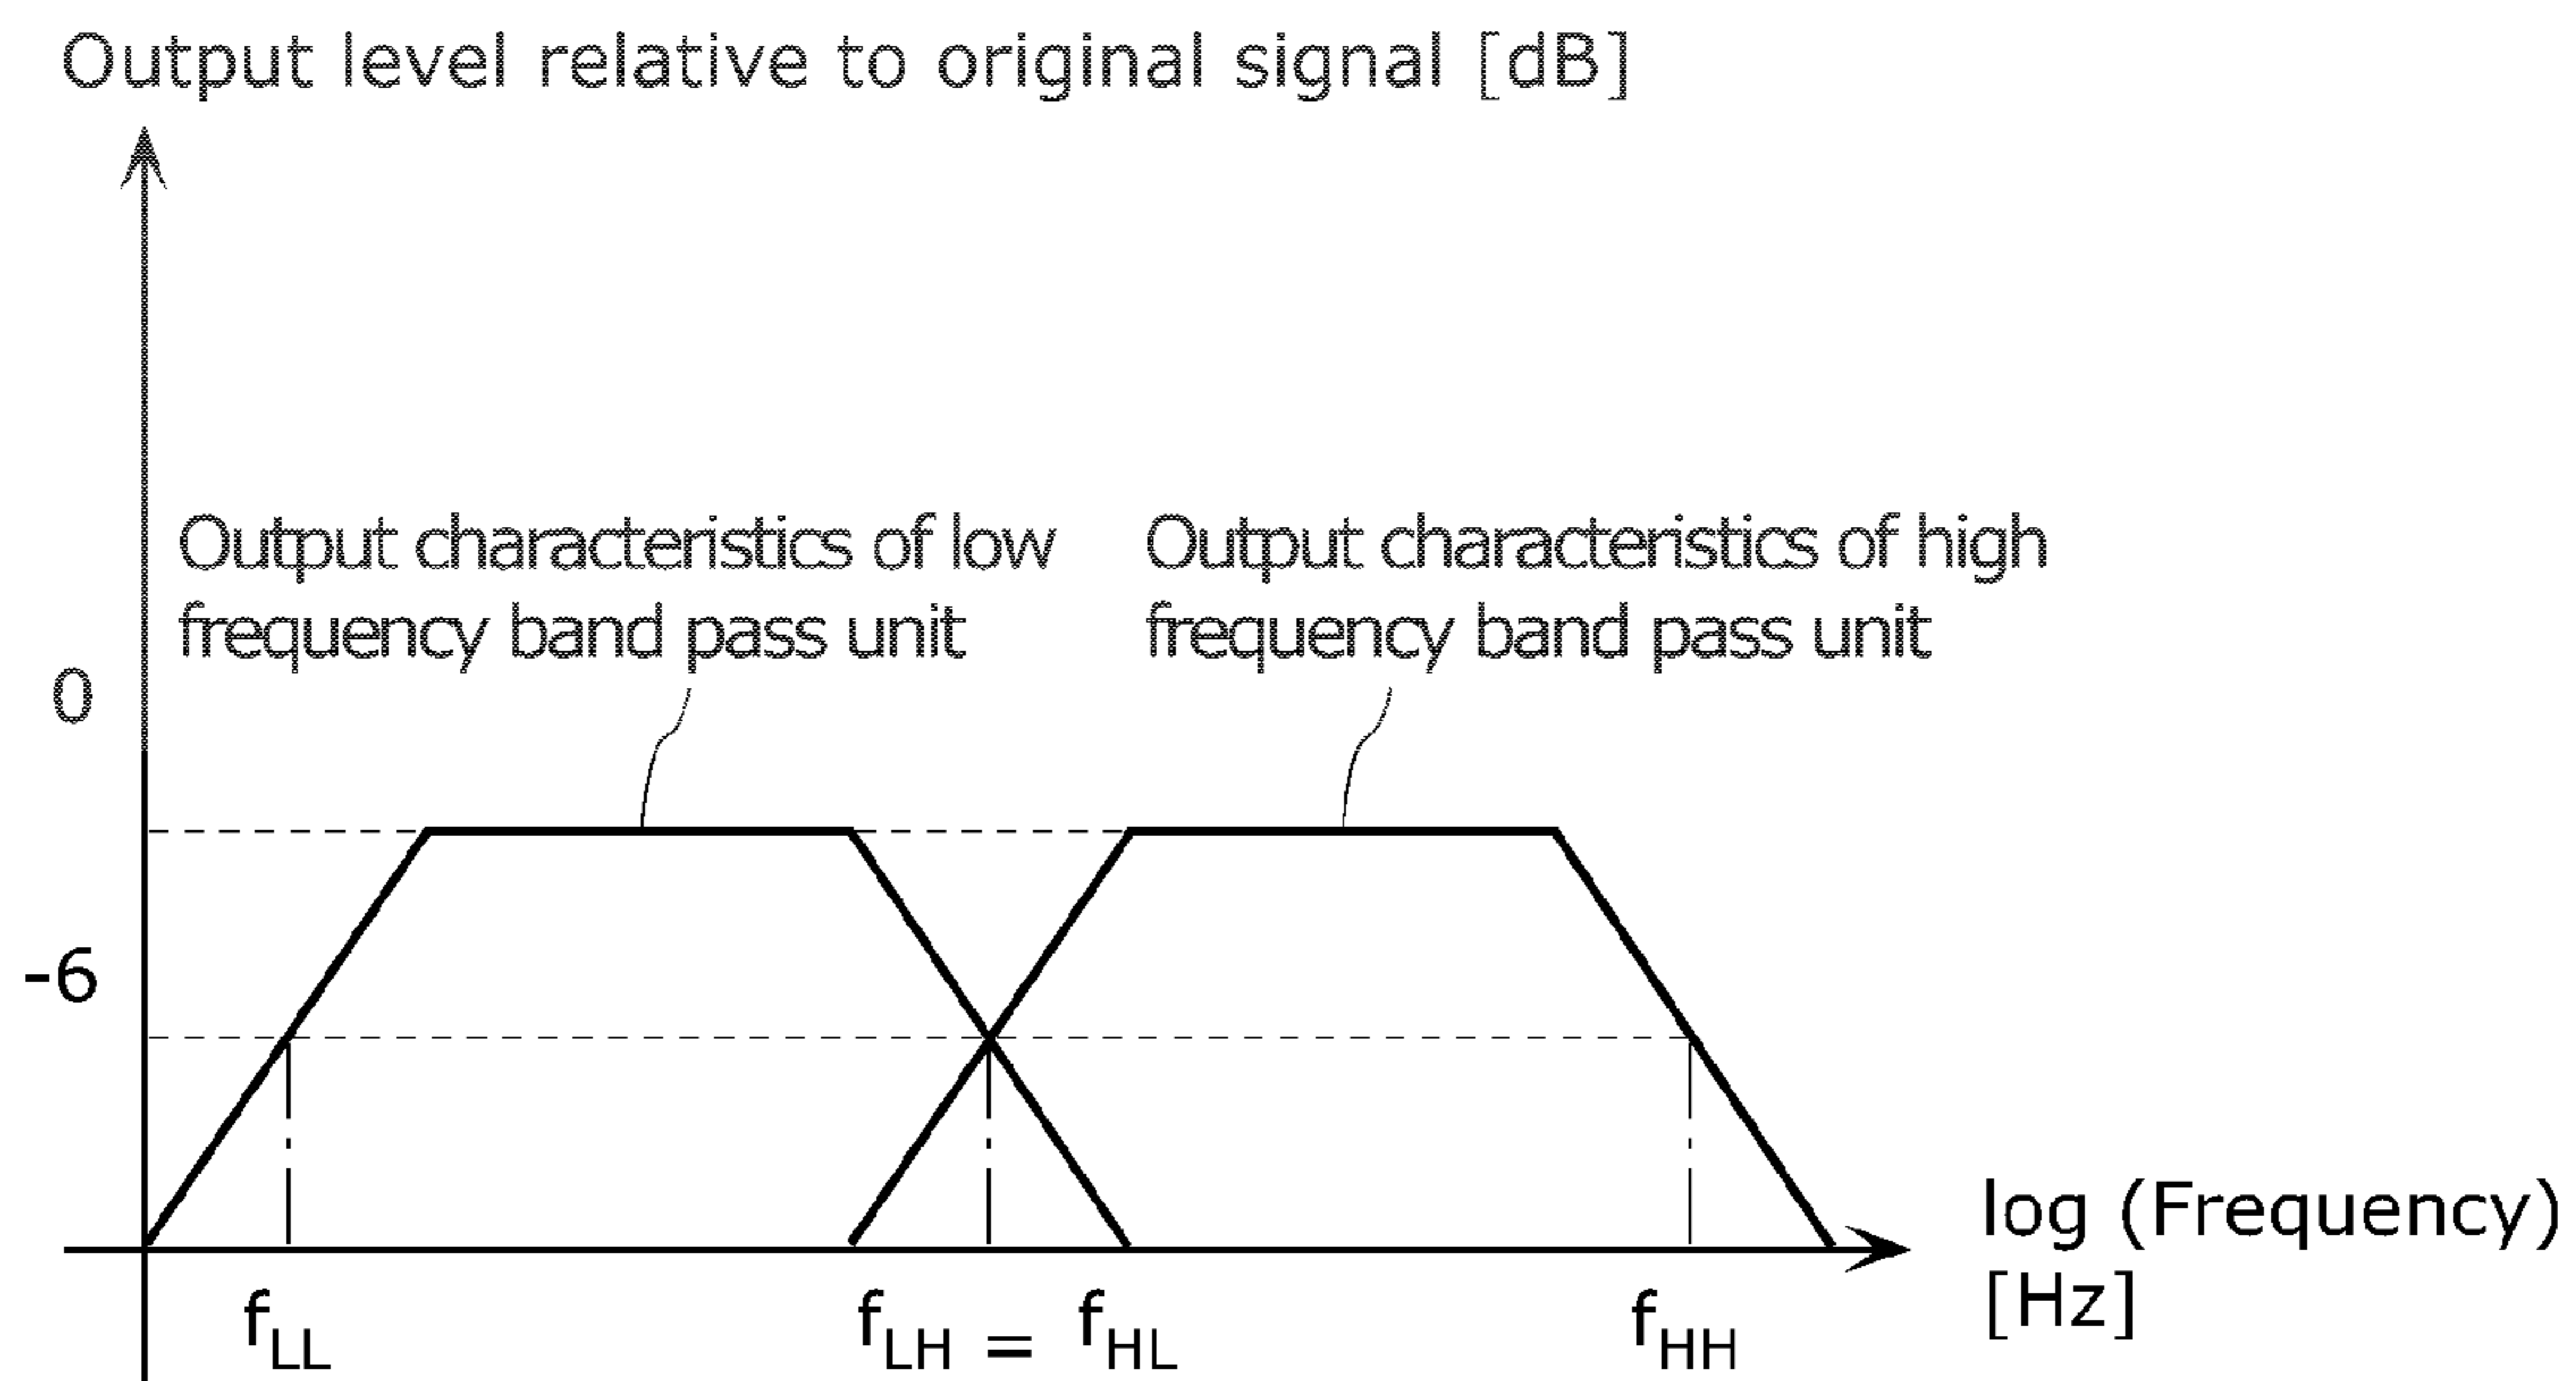 Output level relative to original signal [dB]
Output characteristics of low
frequency band pass unit
Output characteristics of high
frequency band pass unit
0
-6
log (Frequency)
[Hz]
fLL
fLH = fHL
fHH